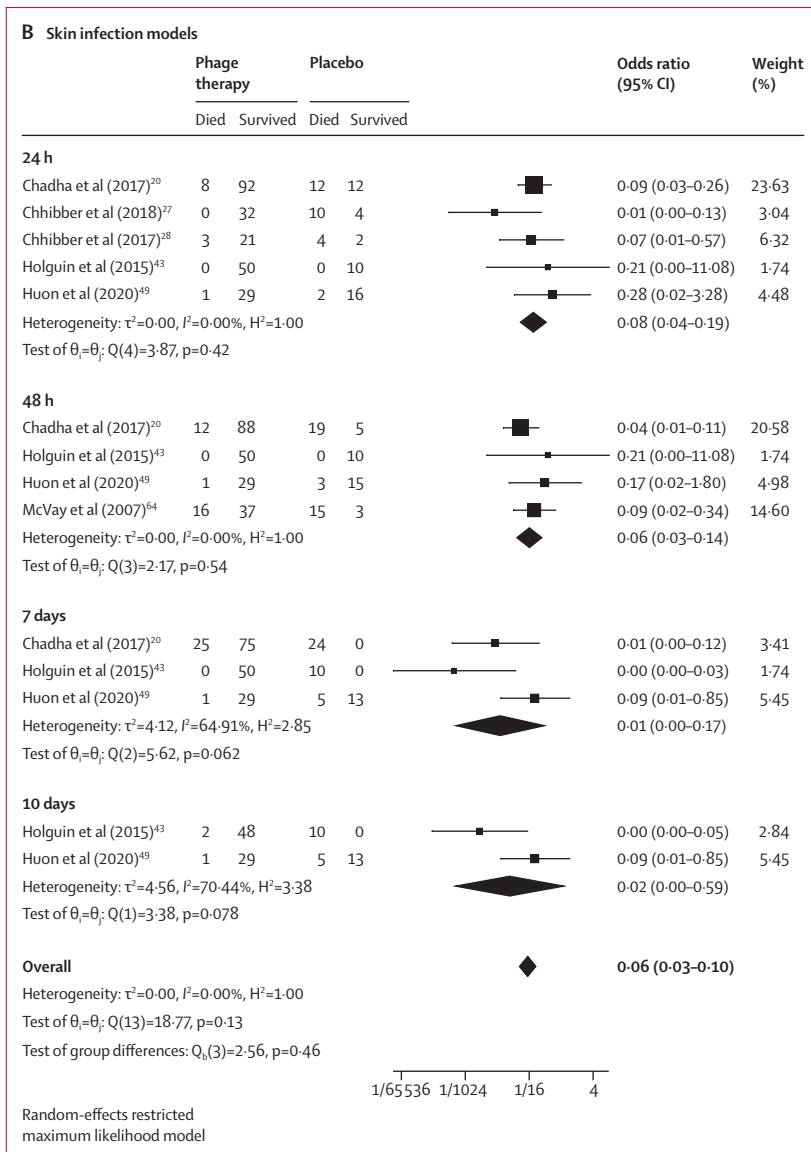 B Skin infection models
Phage therapy Placebo Odds ratio (95% CI) Weight (%)
Died Survived Died Survived
24 h
Chadha et al (2017)20 8 92 12 12 0·09 (0·03–0·26) 23·63
Chhibber et al (2018)27 0 32 10 4 0·01 (0·00–0·13) 3·04
Chhibber et al (2017)28 3 21 4 2 0·07 (0·01–0·57) 6·32
Holguin et al (2015)43 0 50 0 10 0·21 (0·00–11·08) 1·74
Huon et al (2020)49 1 29 2 16 0·28 (0·02–3·28) 4·48
Heterogeneity: τ²=0·00, I²=0·00%, H²=1·00 0·08 (0·04–0·19)
Test of θi=θj: Q(4)=3·87, p=0·42
48 h
Chadha et al (2017)20 12 88 19 5 0·04 (0·01–0·11) 20·58
Holguin et al (2015)43 0 50 0 10 0·21 (0·00–11·08) 1·74
Huon et al (2020)49 1 29 3 15 0·17 (0·02–1·80) 4·98
McVay et al (2007)64 16 37 15 3 0·09 (0·02–0·34) 14·60
Heterogeneity: τ²=0·00, I²=0·00%, H²=1·00 0·06 (0·03–0·14)
Test of θi=θj: Q(3)=2·17, p=0·54
7 days
Chadha et al (2017)20 25 75 24 0 0·01 (0·00–0·12) 3·41
Holguin et al (2015)43 0 50 10 0 0·00 (0·00–0·03) 1·74
Huon et al (2020)49 1 29 5 13 0·09 (0·01–0·85) 5·45
Heterogeneity: τ²=4·12, I²=64·91%, H²=2·85 0·01 (0·00–0·17)
Test of θi=θj: Q(2)=5·62, p=0·062
10 days
Holguin et al (2015)43 2 48 10 0 0·00 (0·00–0·05) 2·84
Huon et al (2020)49 1 29 5 13 0·09 (0·01–0·85) 5·45
Heterogeneity: τ²=4·56, I²=70·44%, H²=3·38 0·02 (0·00–0·59)
Test of θi=θj: Q(1)=3·38, p=0·078
Overall 0·06 (0·03–0·10)
Heterogeneity: τ²=0·00, I²=0·00%, H²=1·00
Test of θi=θj: Q(13)=18·77, p=0·13
Test of group differences: Qb(3)=2·56, p=0·46
1/65 536 1/1024 1/16 4
Random-effects restricted
maximum likelihood model